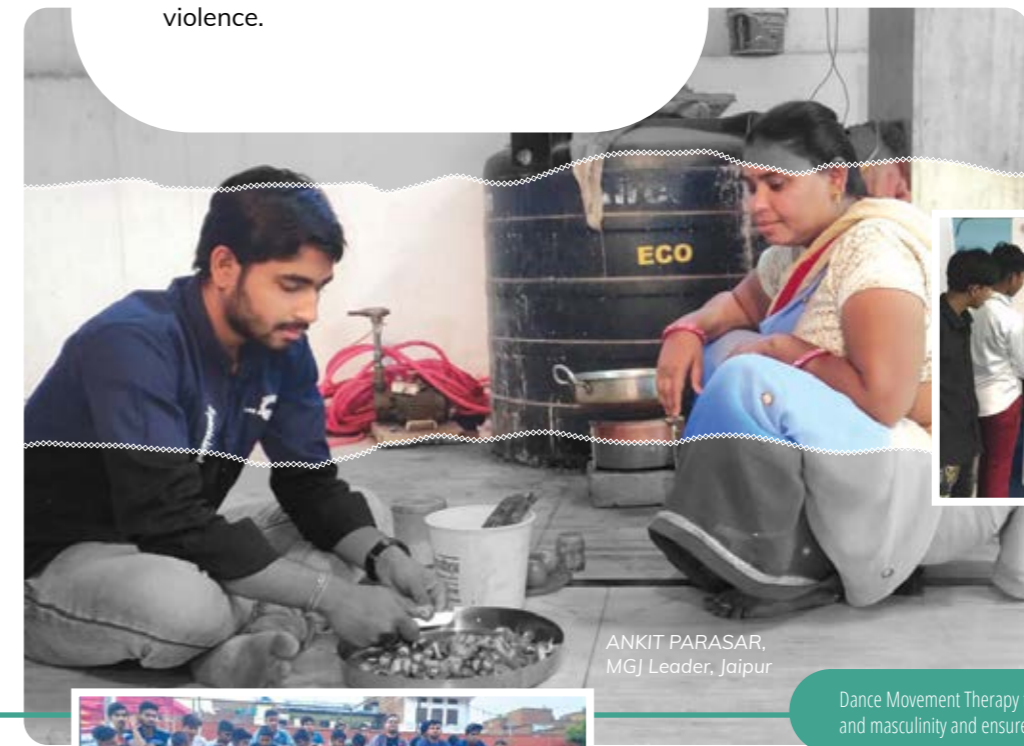 violence.
ECO
ANKIT PARASAR,
MGJ Leader, Jaipur
Dance Movement Therapy
and masculinity and ensure